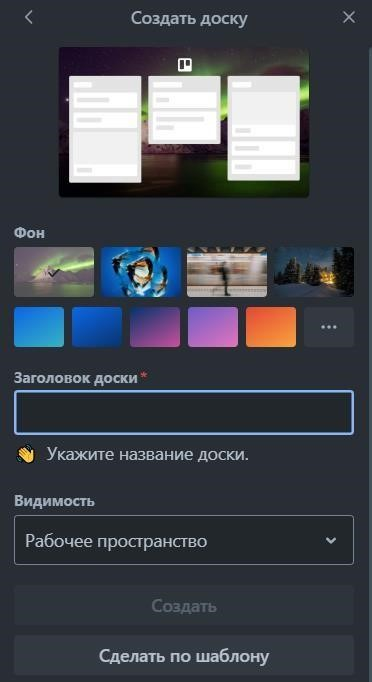 Создать доску
Фон
Заголовок доски*
Укажите название доски.
Видимость
Рабочее пространство
Создать
Сделать по шаблону